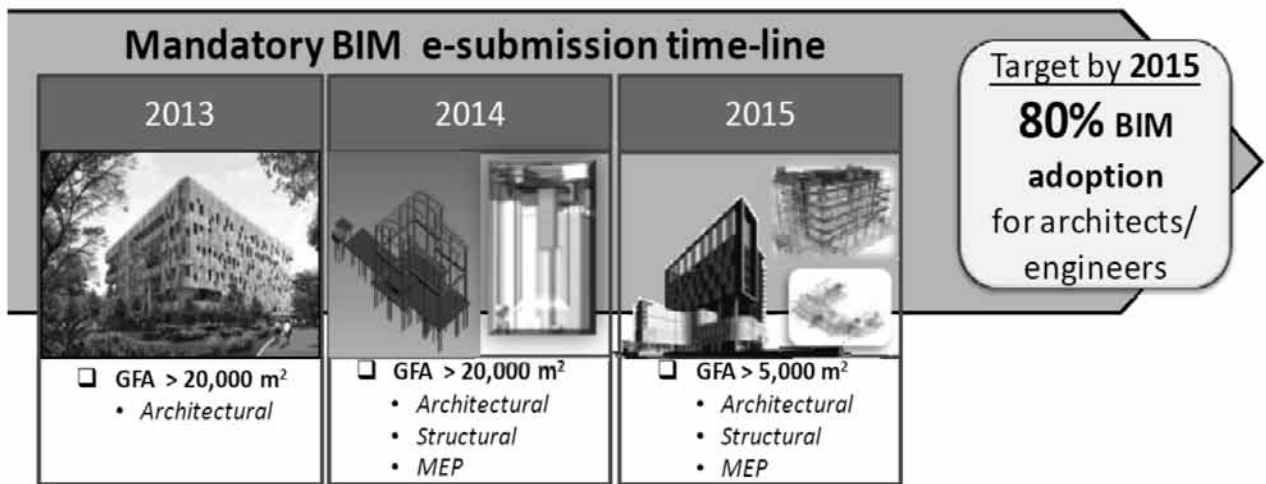 Mandatory BIM e-submission time-line
2013
2014
2015
Target by 2015
80% BIM
adoption
for architects/
engineers
❑ GFA > 20,000 m²
• Architectural
❑ GFA > 20,000 m²
• Architectural
• Structural
• MEP
❑ GFA > 5,000 m²
• Architectural
• Structural
• MEP